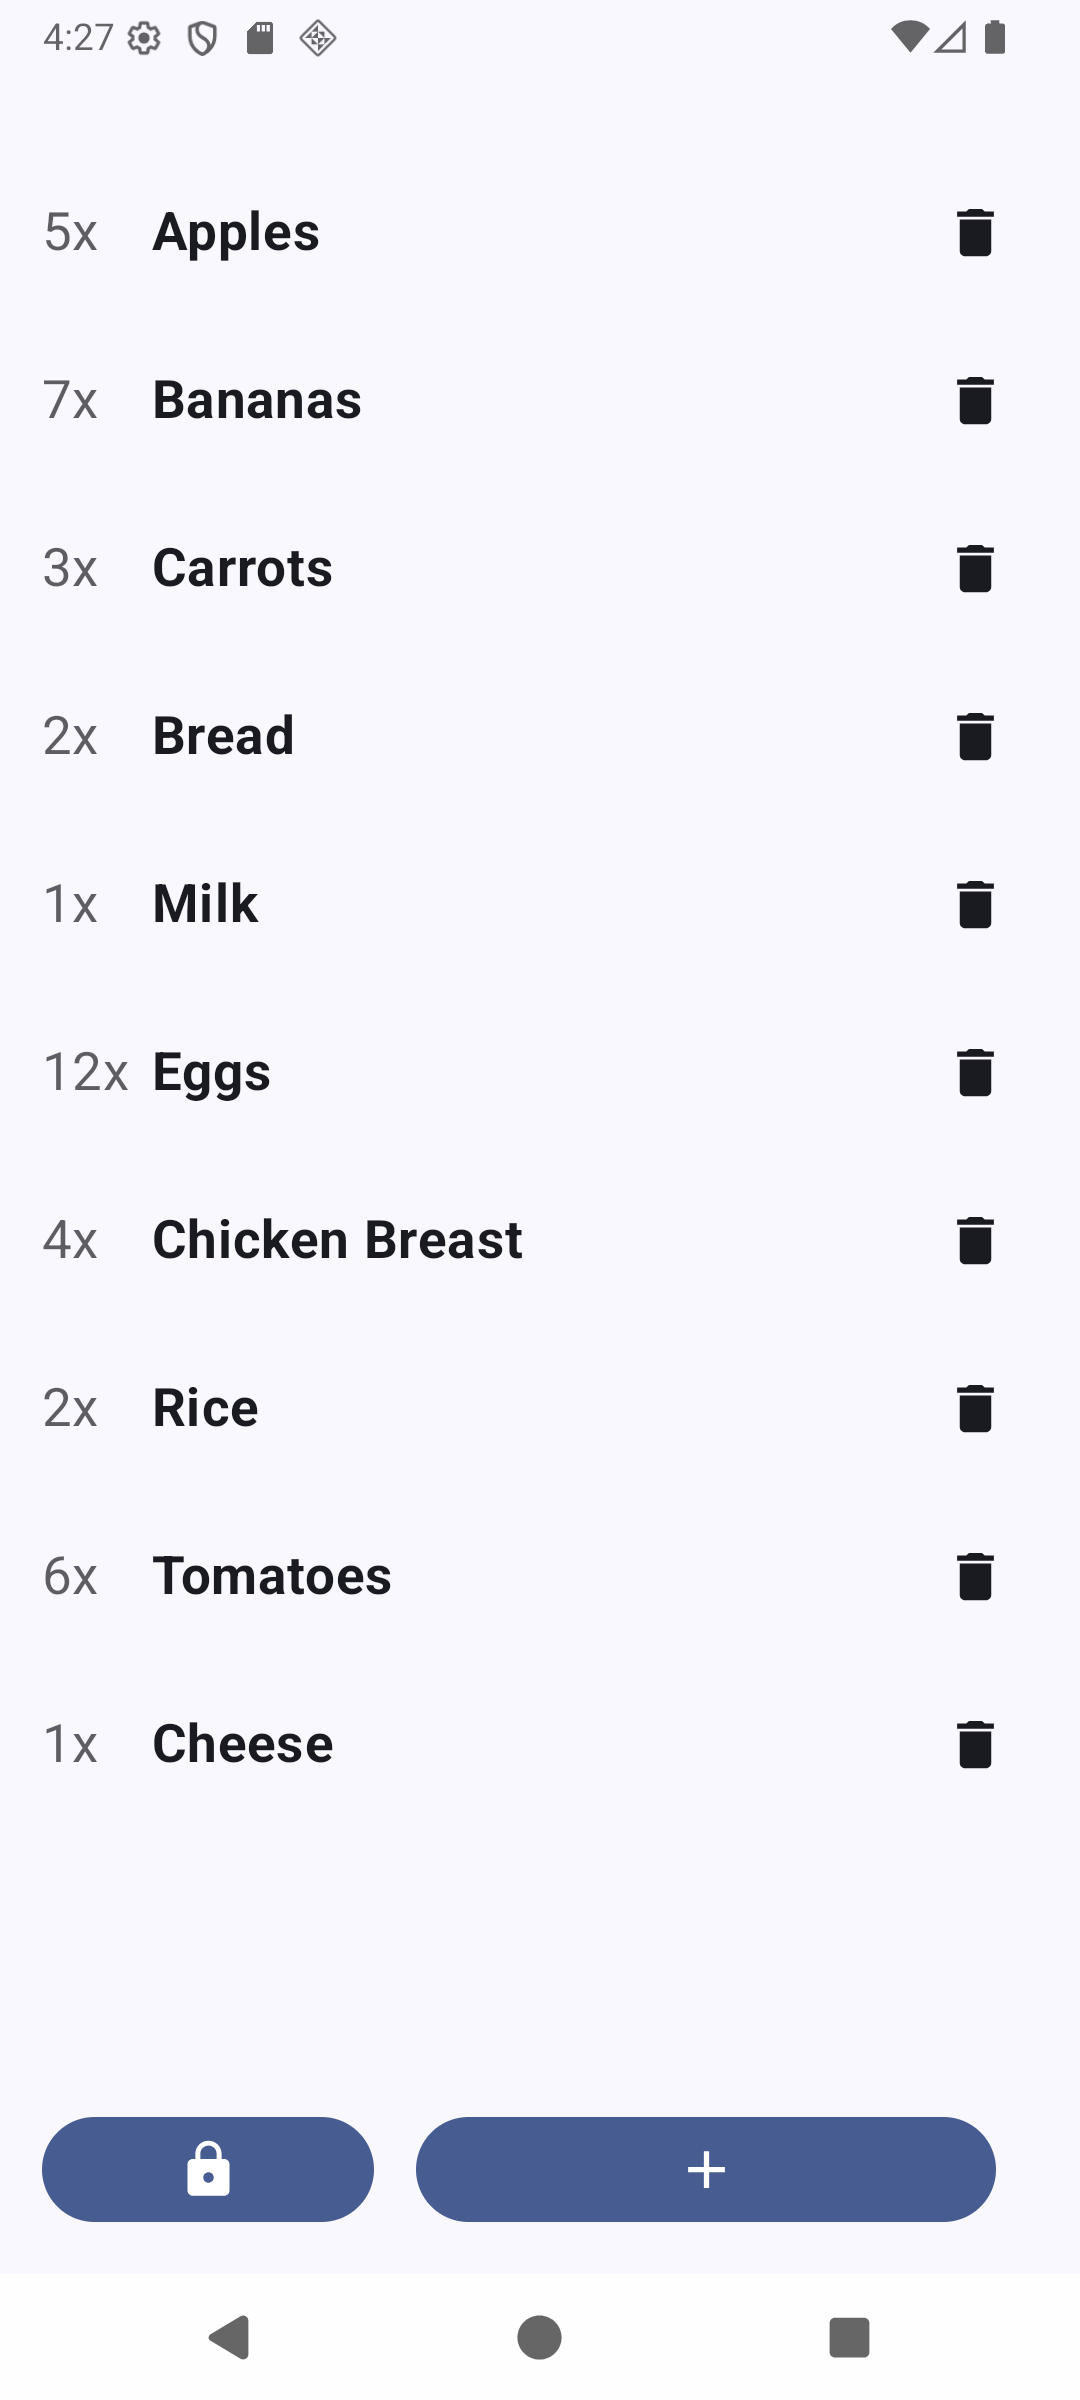 4:27
5x Apples
7x Bananas
3x Carrots
2x Bread
1x Milk
12x Eggs
4x Chicken Breast
2x Rice
6x Tomatoes
1x Cheese